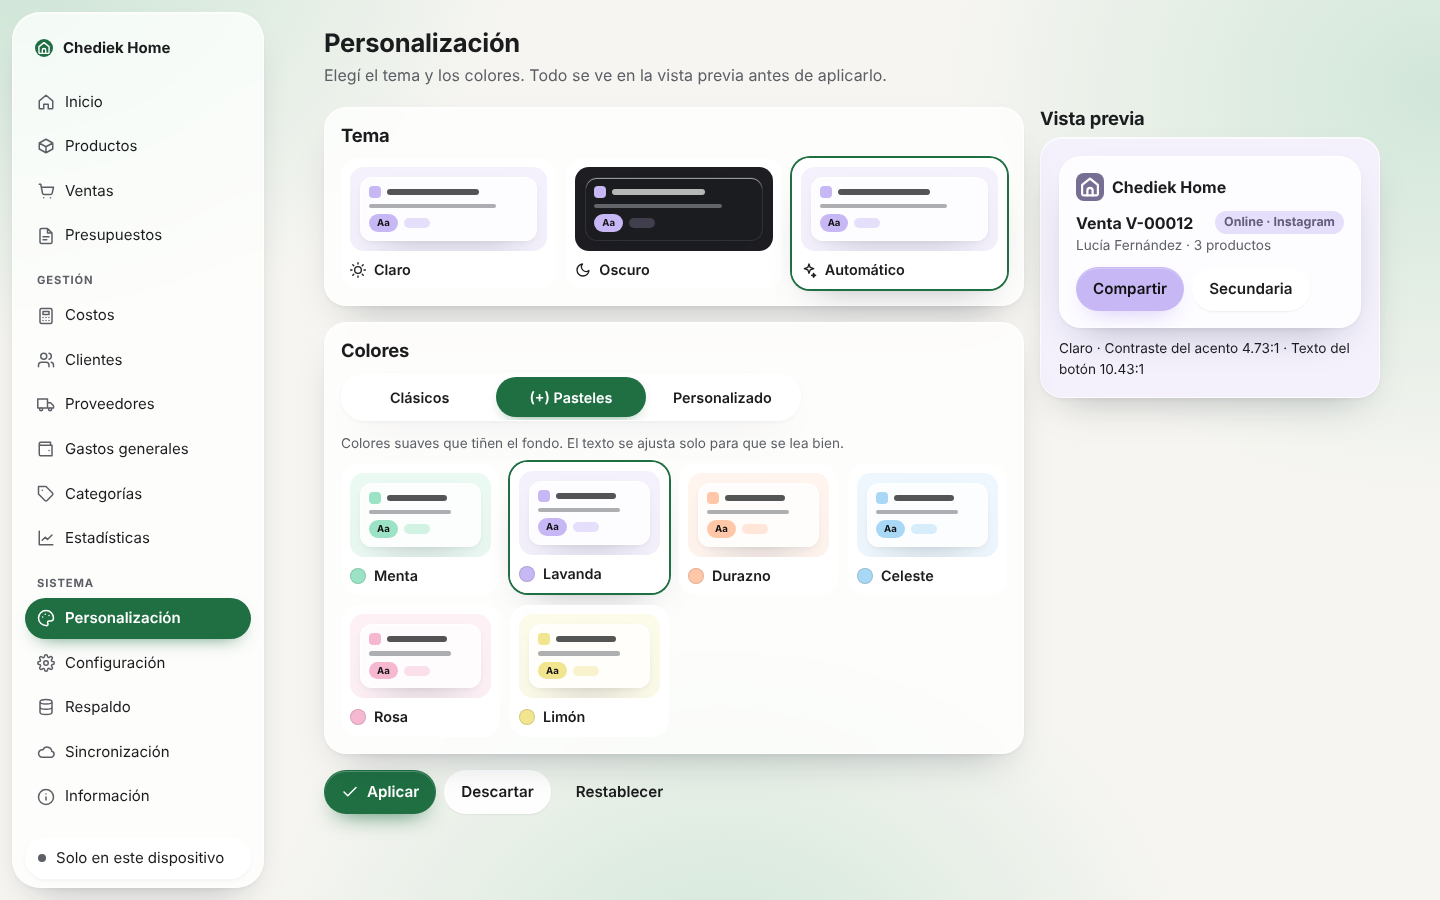 Chediek Home
Inicio
Productos
Ventas
Presupuestos
GESTIÓN
Costos
Clientes
Proveedores
Gastos generales
Categorías
Estadísticas
SISTEMA
Personalización
Configuración
Respaldo
Sincronización
Información
Solo en este dispositivo
Personalización
Elegí el tema y los colores. Todo se ve en la vista previa antes de aplicarlo.
Tema
Aa
Aa
Aa
Claro
Oscuro
Automático
Colores
Clásicos
(+) Pasteles
Personalizado
Colores suaves que tiñen el fondo. El texto se ajusta solo para que se lea bien.
Aa
Aa
Aa
Aa
Menta
Lavanda
Durazno
Celeste
Aa
Aa
Rosa
Limón
Aplicar
Descartar
Restablecer
Vista previa
Chediek Home
Venta V-00012
Online · Instagram
Lucía Fernández · 3 productos
Compartir
Secundaria
Claro · Contraste del acento 4.73:1 · Texto del
botón 10.43:1